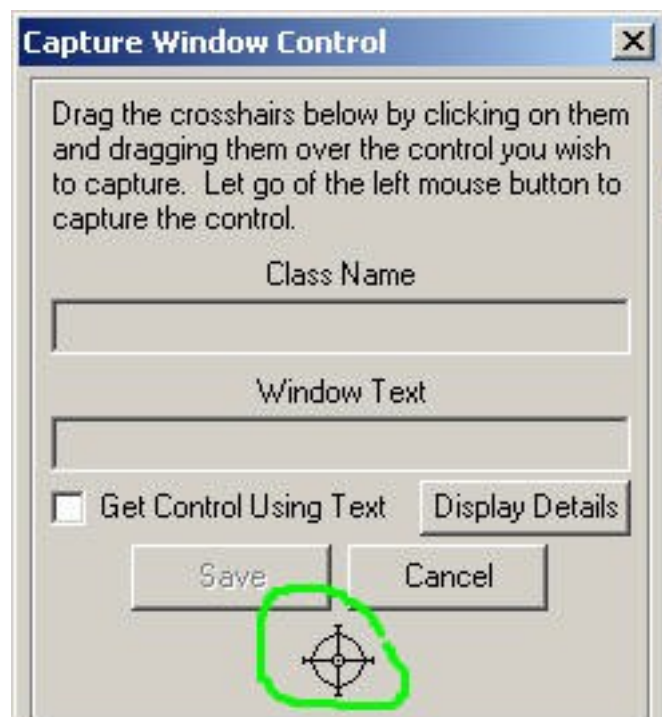 Capture Window Control
Drag the crosshairs below by clicking on them
and dragging them over the control you wish
to capture.  Let go of the left mouse button to
capture the control.
Class Name
Window Text
Get Control Using Text Display Details
Save Cancel